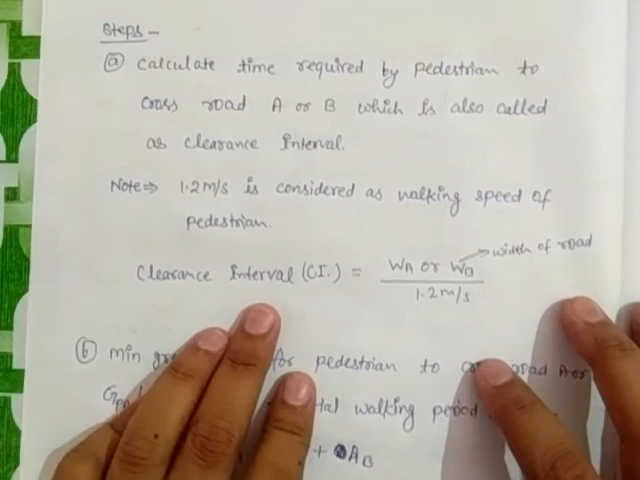 Steps -
(a) Calculate time required by pedestrian to
cross road A or B which is also called
as clearance Interval.
Note ⇒ 1.2 m/s is considered as walking speed of
pedestrian.
→ width of road
Clearance Interval (C.I.) = WA or WB
1.2 m/s
(b) Min for pedestrian to road A or
walking period
+ AB